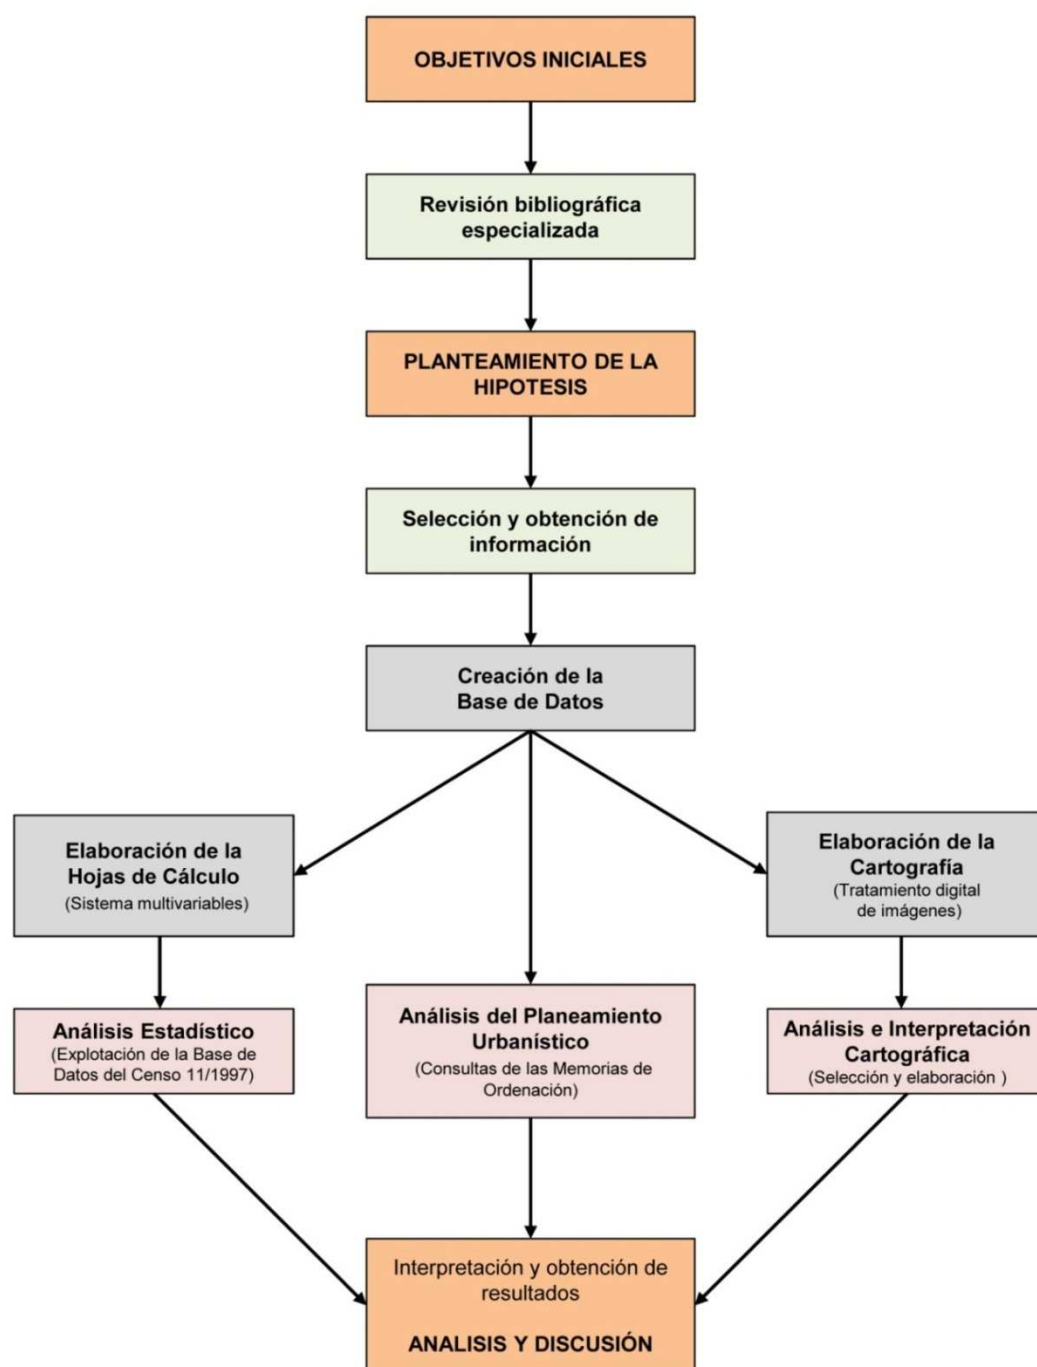 OBJETIVOS INICIALES
Revisión bibliográfica
especializada
PLANTEAMIENTO DE LA
HIPOTESIS
Selección y obtención de
información
Creación de la
Base de Datos
Elaboración de la
Hojas de Cálculo
(Sistema multivariables)
Elaboración de la
Cartografía
(Tratamiento digital
de imágenes)
Análisis Estadístico
(Explotación de la Base de
Datos del Censo 11/1997)
Análisis del Planeamiento
Urbanístico
(Consultas de las Memorias de
Ordenación)
Análisis e Interpretación
Cartográfica
(Selección y elaboración )
Interpretación y obtención de
resultados
ANALISIS Y DISCUSIÓN